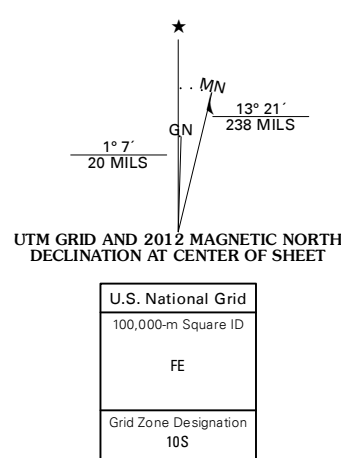 ★
MN
13° 21´
238 MILS
GN
1° 7´
20 MILS
UTM GRID AND 2012 MAGNETIC NORTH
DECLINATION AT CENTER OF SHEET
U.S. National Grid
100,000-m Square ID
FE
Grid Zone Designation
10S